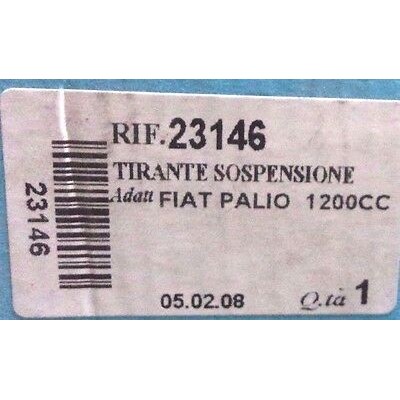 RIF.23146
TIRANTE SOSPENSIONE
Adatt FIAT PALIO 1200CC
05.02.08 Q.tà 1
23146